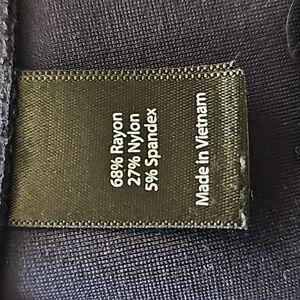 68% Rayon
27% Nylon
5% Spandex
Made in Vietnam